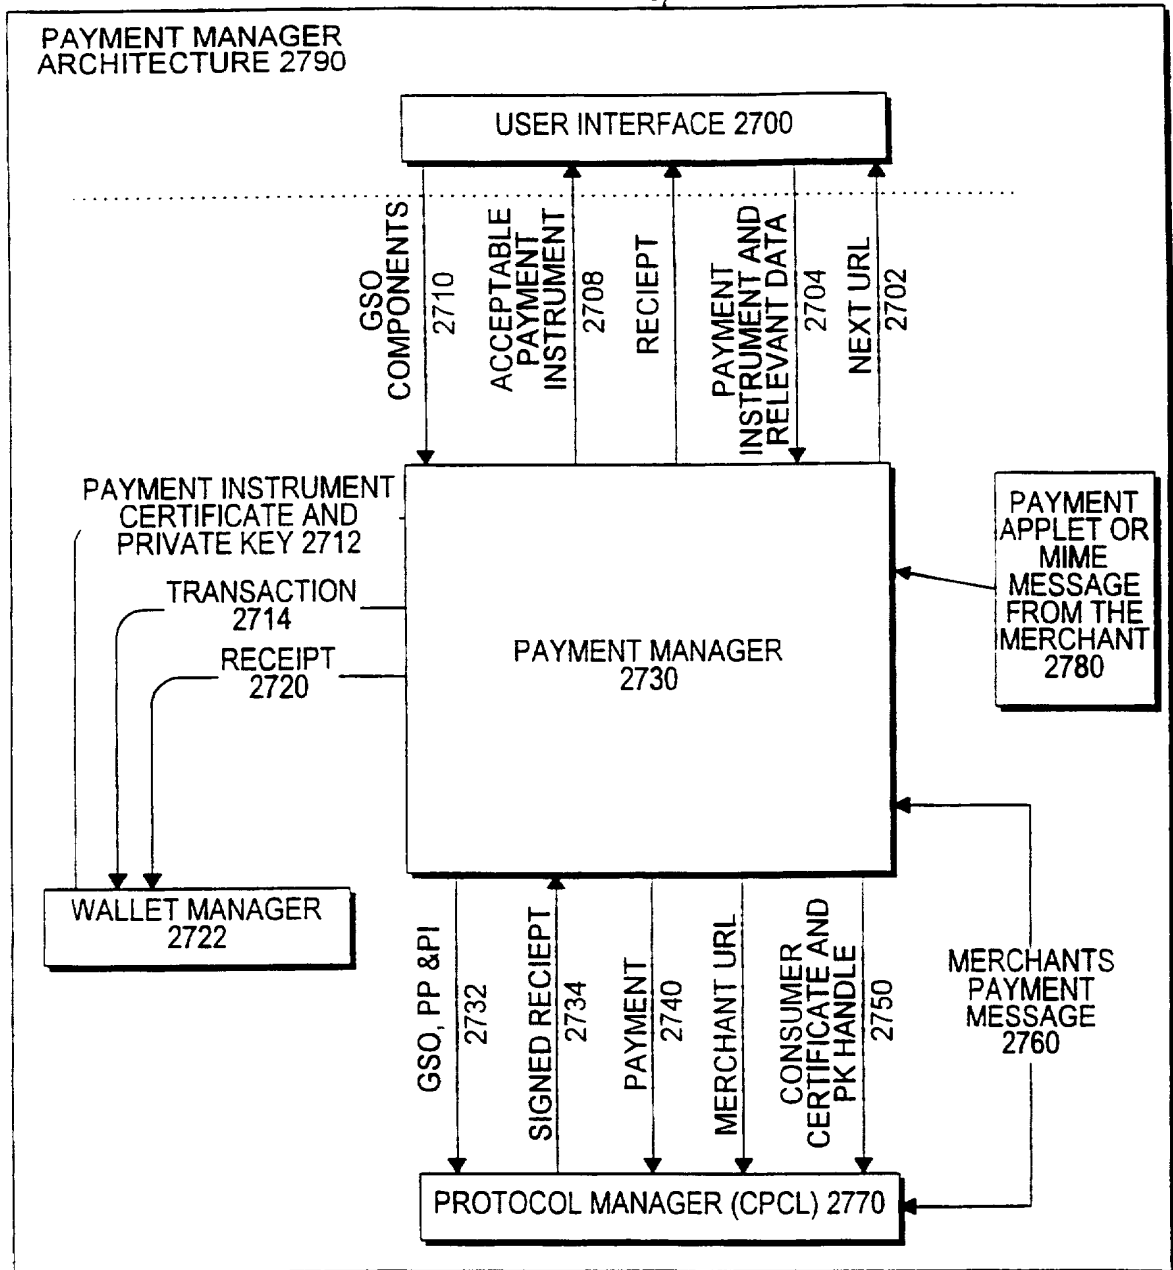 PAYMENT MANAGER
ARCHITECTURE 2790
USER INTERFACE 2700
GSO
COMPONENTS
2710
ACCEPTABLE
PAYMENT
INSTRUMENT
2708
RECIEPT
PAYMENT
INSTRUMENT AND
RELEVANT DATA
2704
NEXT URL
2702
PAYMENT INSTRUMENT
CERTIFICATE AND
PRIVATE KEY 2712
TRANSACTION
2714
RECEIPT
2720
PAYMENT MANAGER
2730
PAYMENT
APPLET OR
MIME
MESSAGE
FROM THE
MERCHANT
2780
WALLET MANAGER
2722
GSO, PP &PI
2732
SIGNED RECIEPT
2734
PAYMENT
2740
MERCHANT URL
CONSUMER
CERTIFICATE AND
PK HANDLE
2750
MERCHANTS
PAYMENT
MESSAGE
2760
PROTOCOL MANAGER (CPCL) 2770